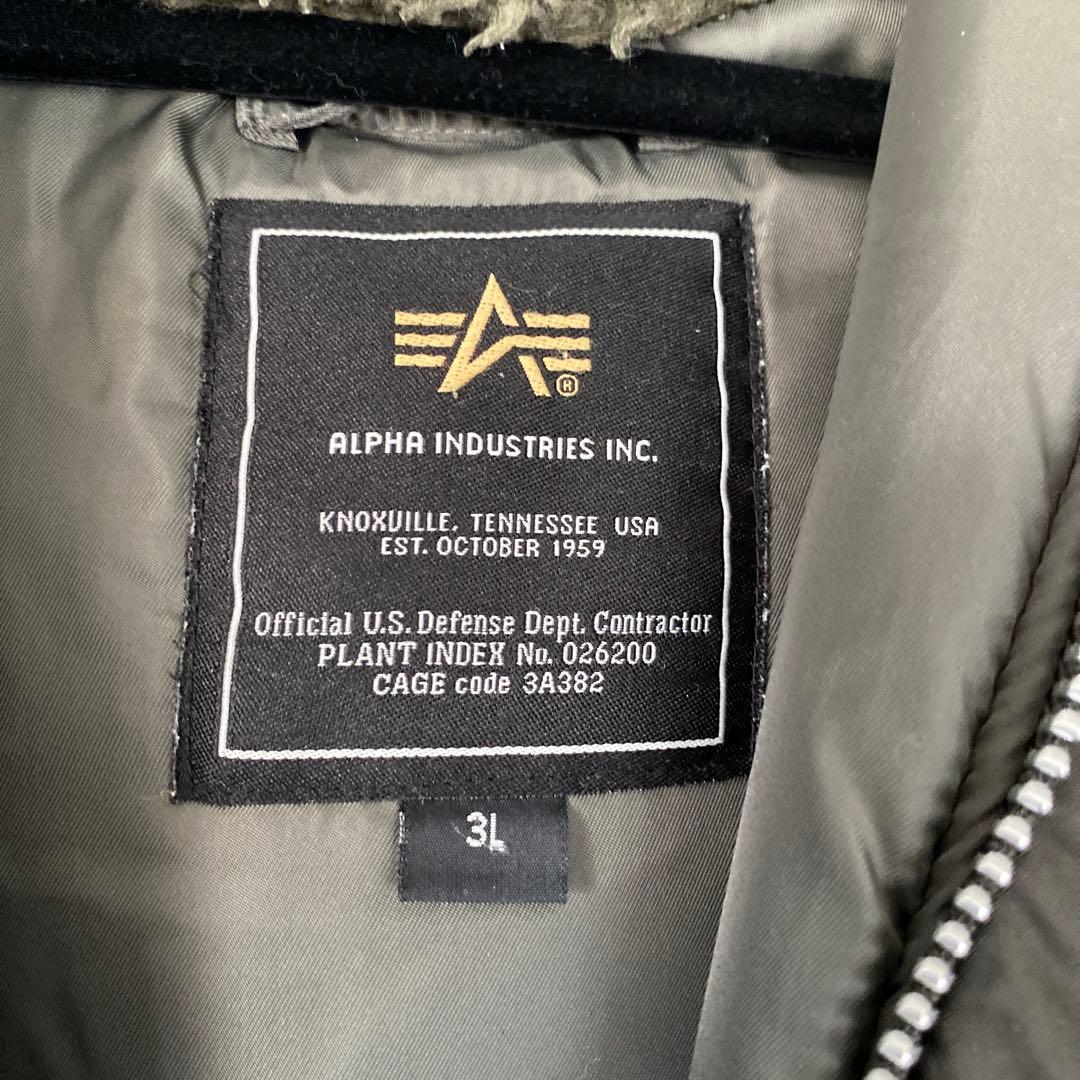 ®
ALPHA INDUSTRIES INC.
KNOXVILLE, TENNESSEE USA
EST. OCTOBER 1959
Official U.S. Defense Dept. Contractor
PLANT INDEX No. 026200
CAGE code 3A382
3L